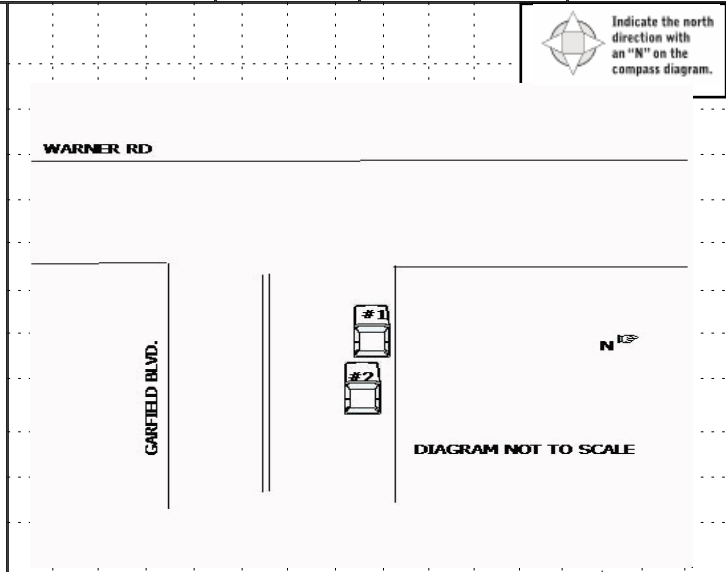 Indicate the north
direction with
an “N” on the
compass diagram.
WARNER RD
#1
N
#2
GARFIELD BLVD.
DIAGRAM NOT TO SCALE